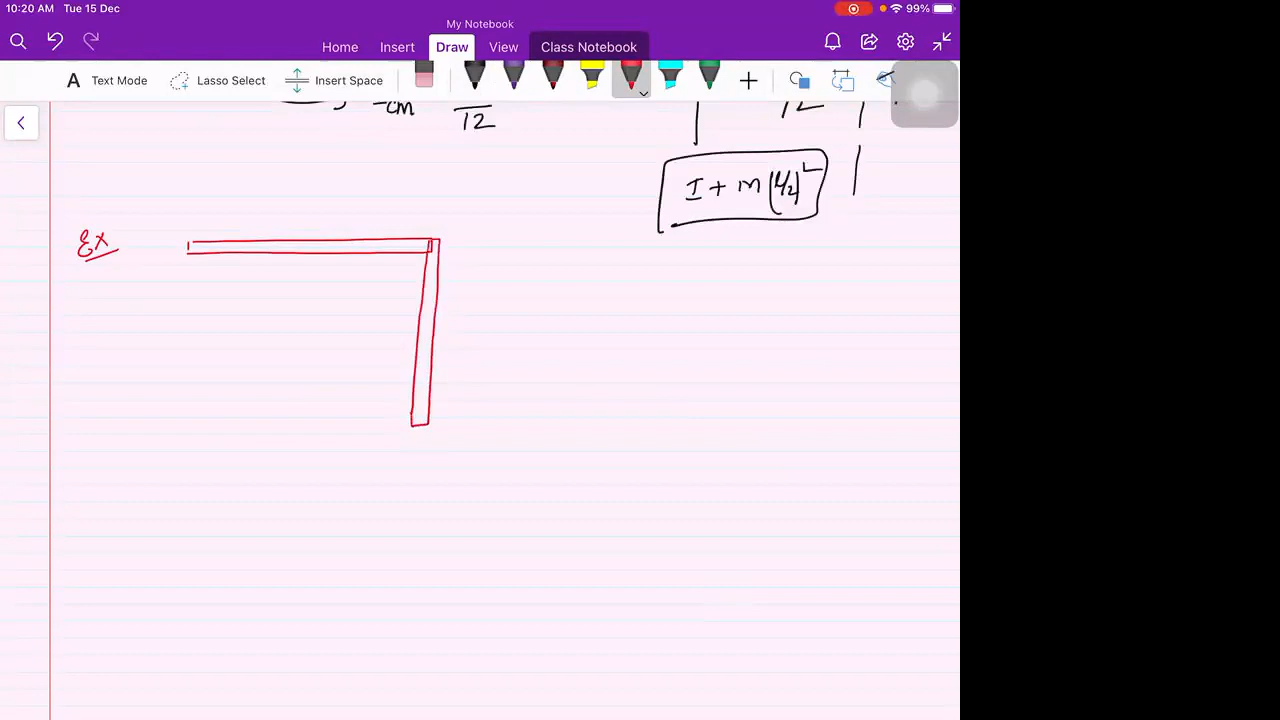 10:20 AM Tue 15 Dec
99%
My Notebook
Home Insert Draw View Class Notebook
A Text Mode Lasso Select Insert Space
-cm 12
12
I + m(L/2)²
Ex